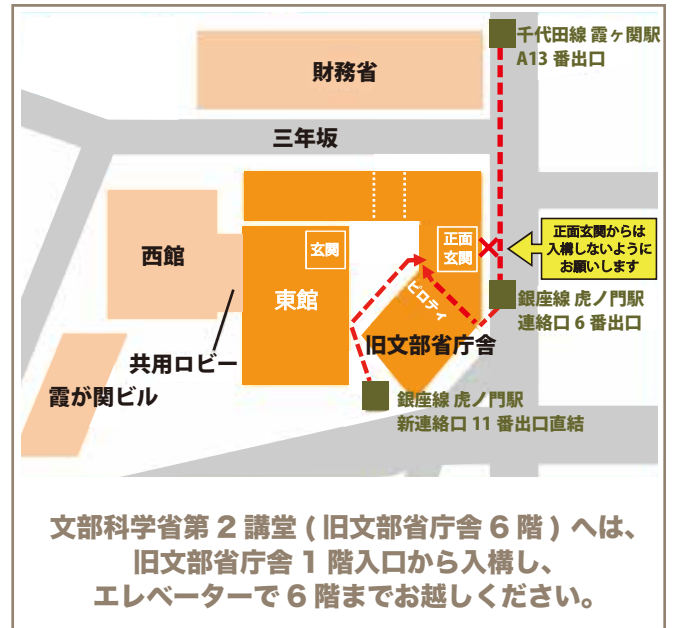 千代田線 霞ヶ関駅
A13 番出口
財務省
三年坂
正面玄関からは
入構しないように
お願いします
玄関
正面
玄関
西館
東館
ピロティ
銀座線 虎ノ門駅
連絡口 6 番出口
旧文部省庁舎
共用ロビー
霞が関ビル
銀座線 虎ノ門駅
新連絡口 11 番出口直結
文部科学省第 2 講堂 ( 旧文部省庁舎 6 階 ) へは、
旧文部省庁舎 1 階入口から入構し、
エレベーターで 6 階までお越しください。